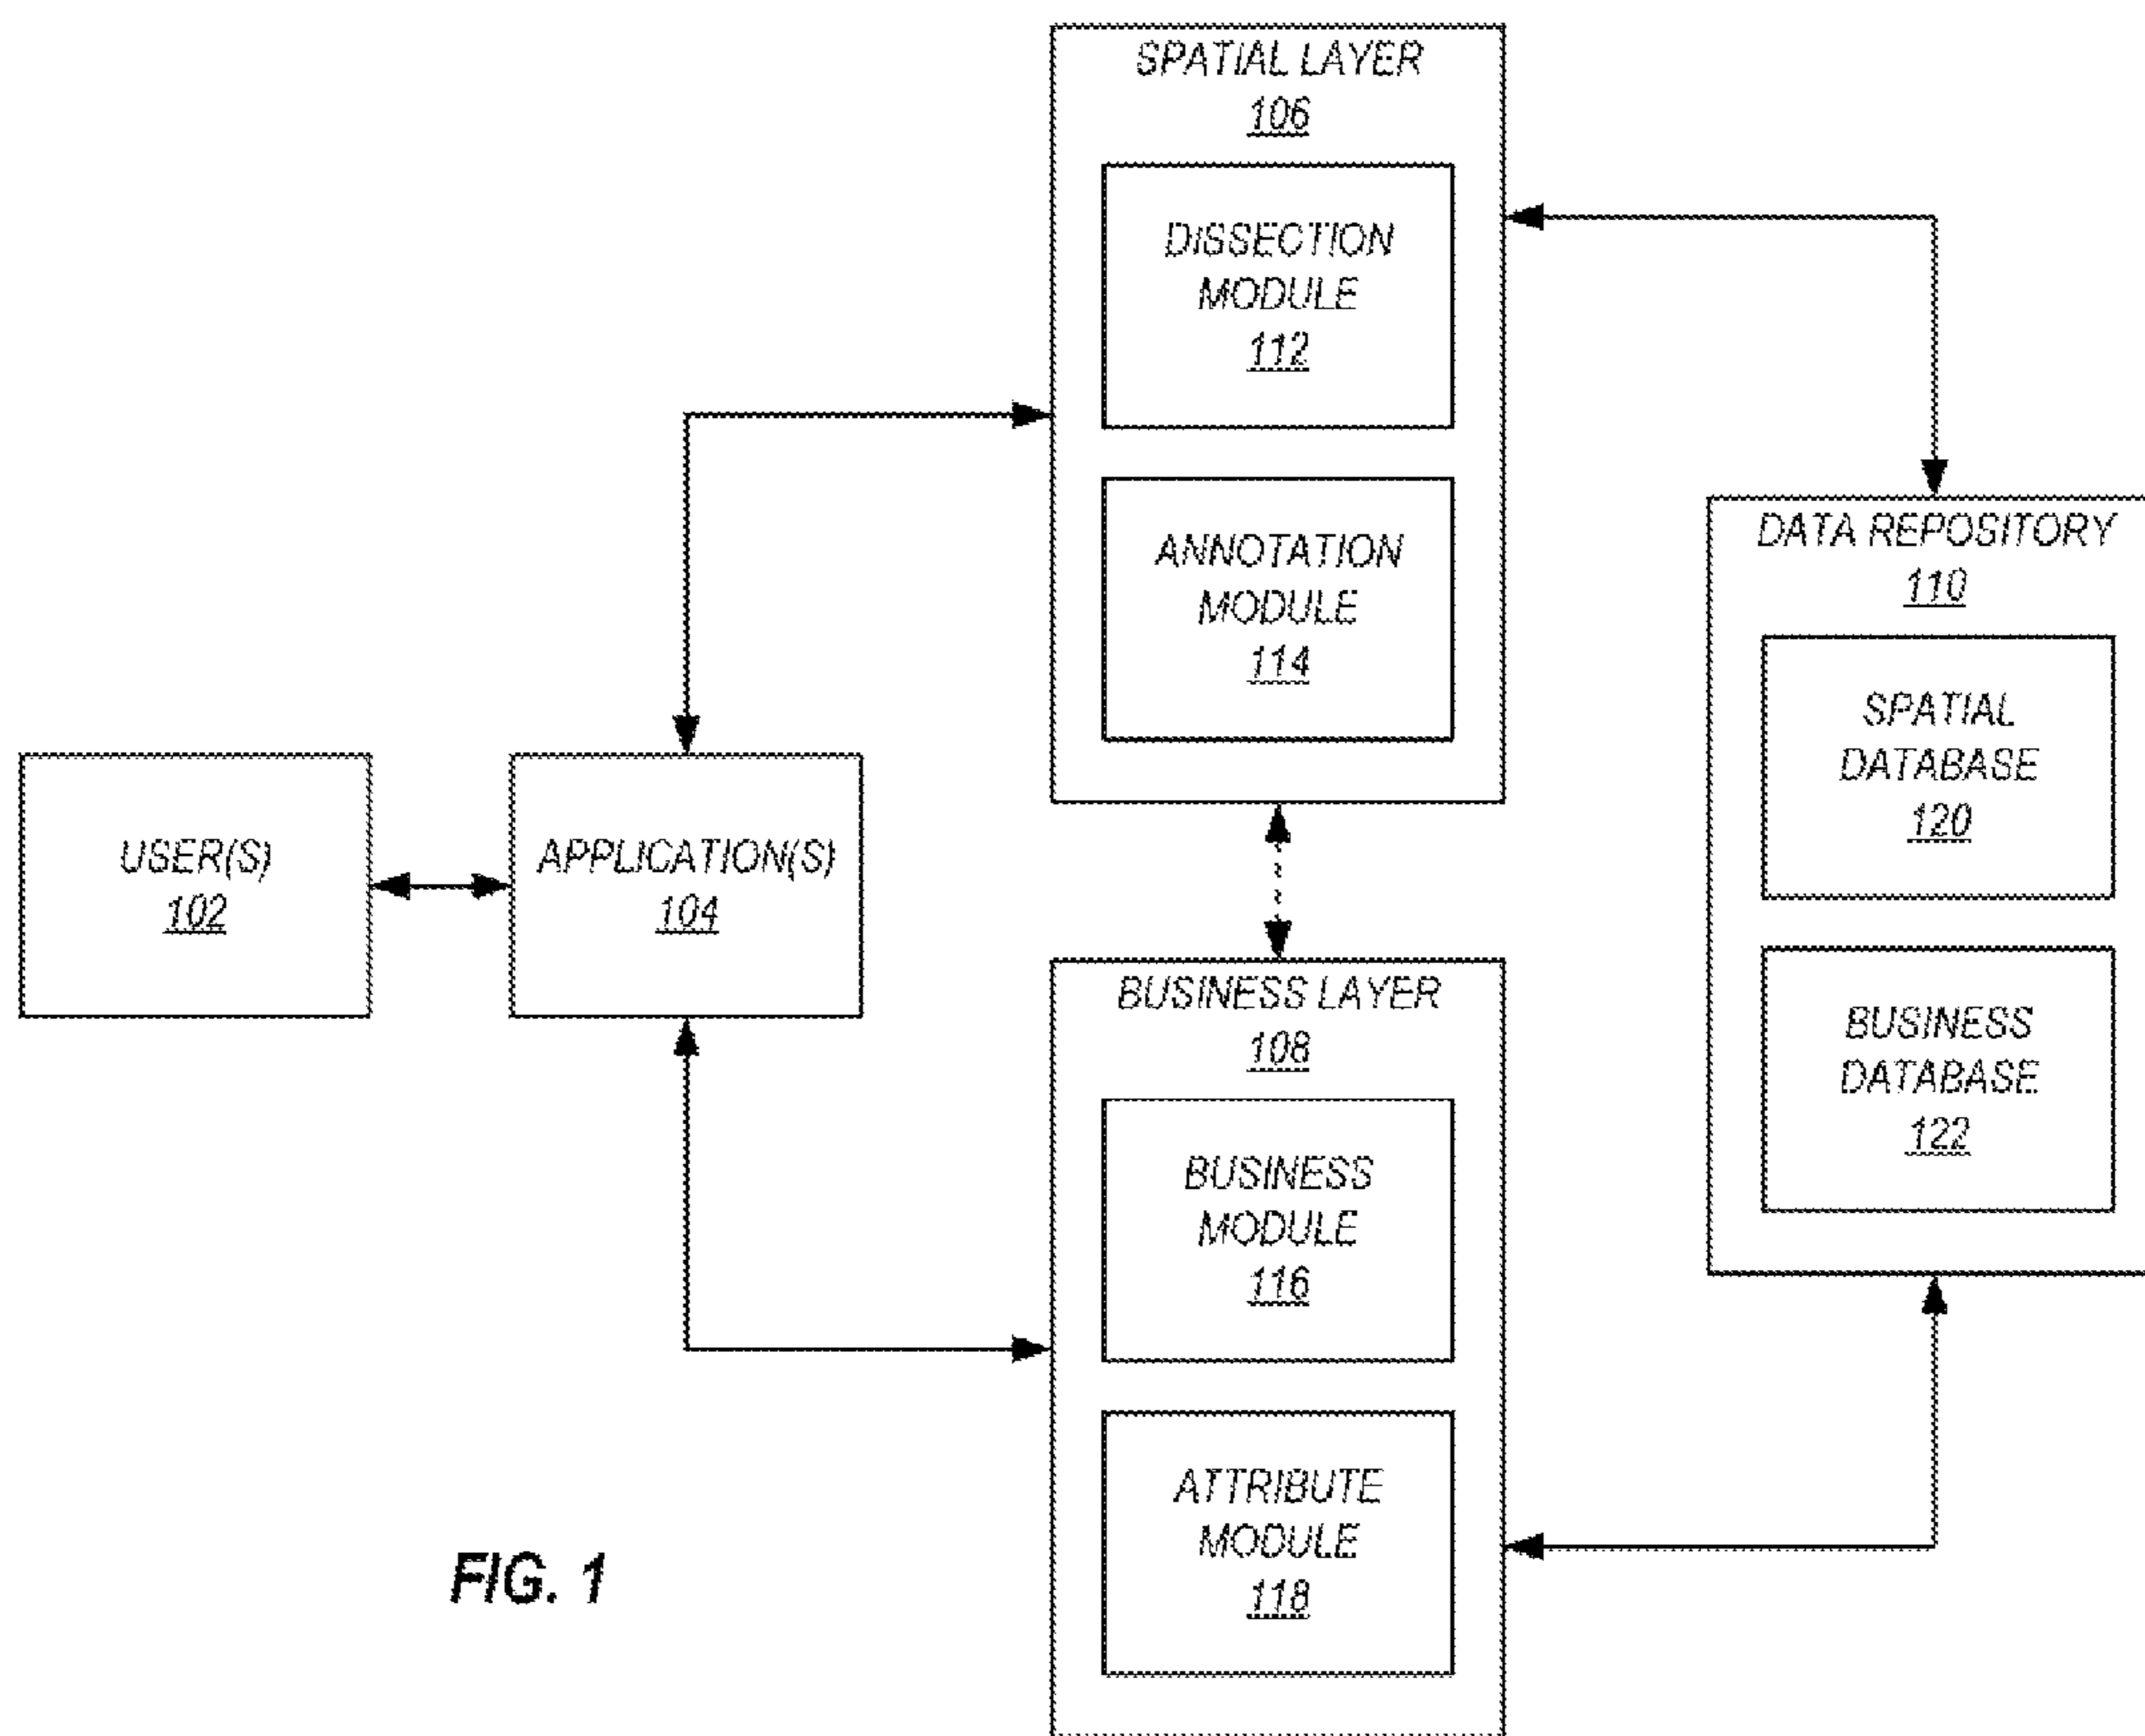 SPATIAL LAYER
106
DISSECTION
MODULE
112
ANNOTATION
MODULE
114
DATA REPOSITORY
110
SPATIAL
DATABASE
120
BUSINESS
DATABASE
122
USER(S)
102
APPLICATION(S)
104
BUSINESS LAYER
108
BUSINESS
MODULE
116
ATTRIBUTE
MODULE
118
FIG. 1